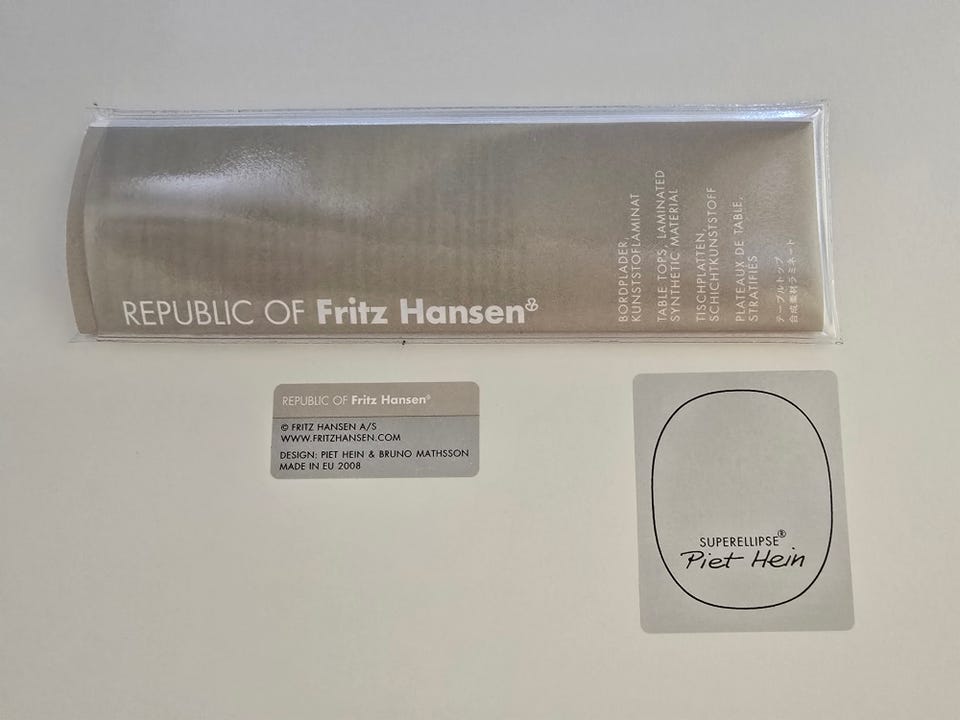 REPUBLIC OF Fritz Hansen
BORDPLADER,
KUNSTSTOFLAMINAT
TABLE TOPS, LAMINATED
SYNTHETIC MATERIAL
TISCHPLATTEN,
SCHICHTKUNSTSTOFF
PLATEAUX DE TABLE,
STRATIFIÉS
テーブルトップ
合成素材ラミネート
REPUBLIC OF Fritz Hansen®
© FRITZ HANSEN A/S
WWW.FRITZHANSEN.COM
DESIGN: PIET HEIN & BRUNO MATHSSON
MADE IN EU 2008
SUPERELLIPSE®
Piet Hein